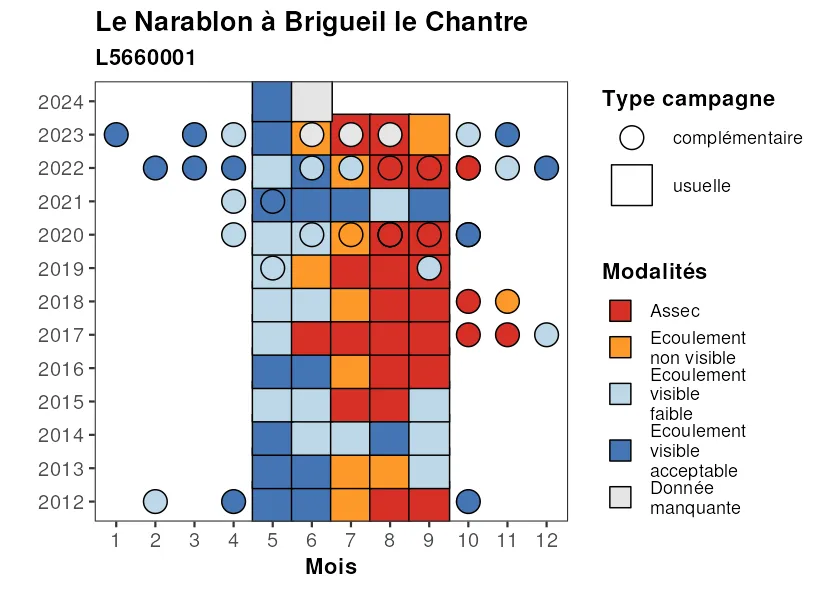 Le Narablon à Brigueil le Chantre
L5660001
2024
2023
2022
2021
2020
2019
2018
2017
2016
2015
2014
2013
2012
1 2 3 4 5 6 7 8 9 10 11 12
Mois
Type campagne
complémentaire
usuelle
Modalités
Assec
Ecoulement
non visible
Ecoulement
visible
faible
Ecoulement
visible
acceptable
Donnée
manquante